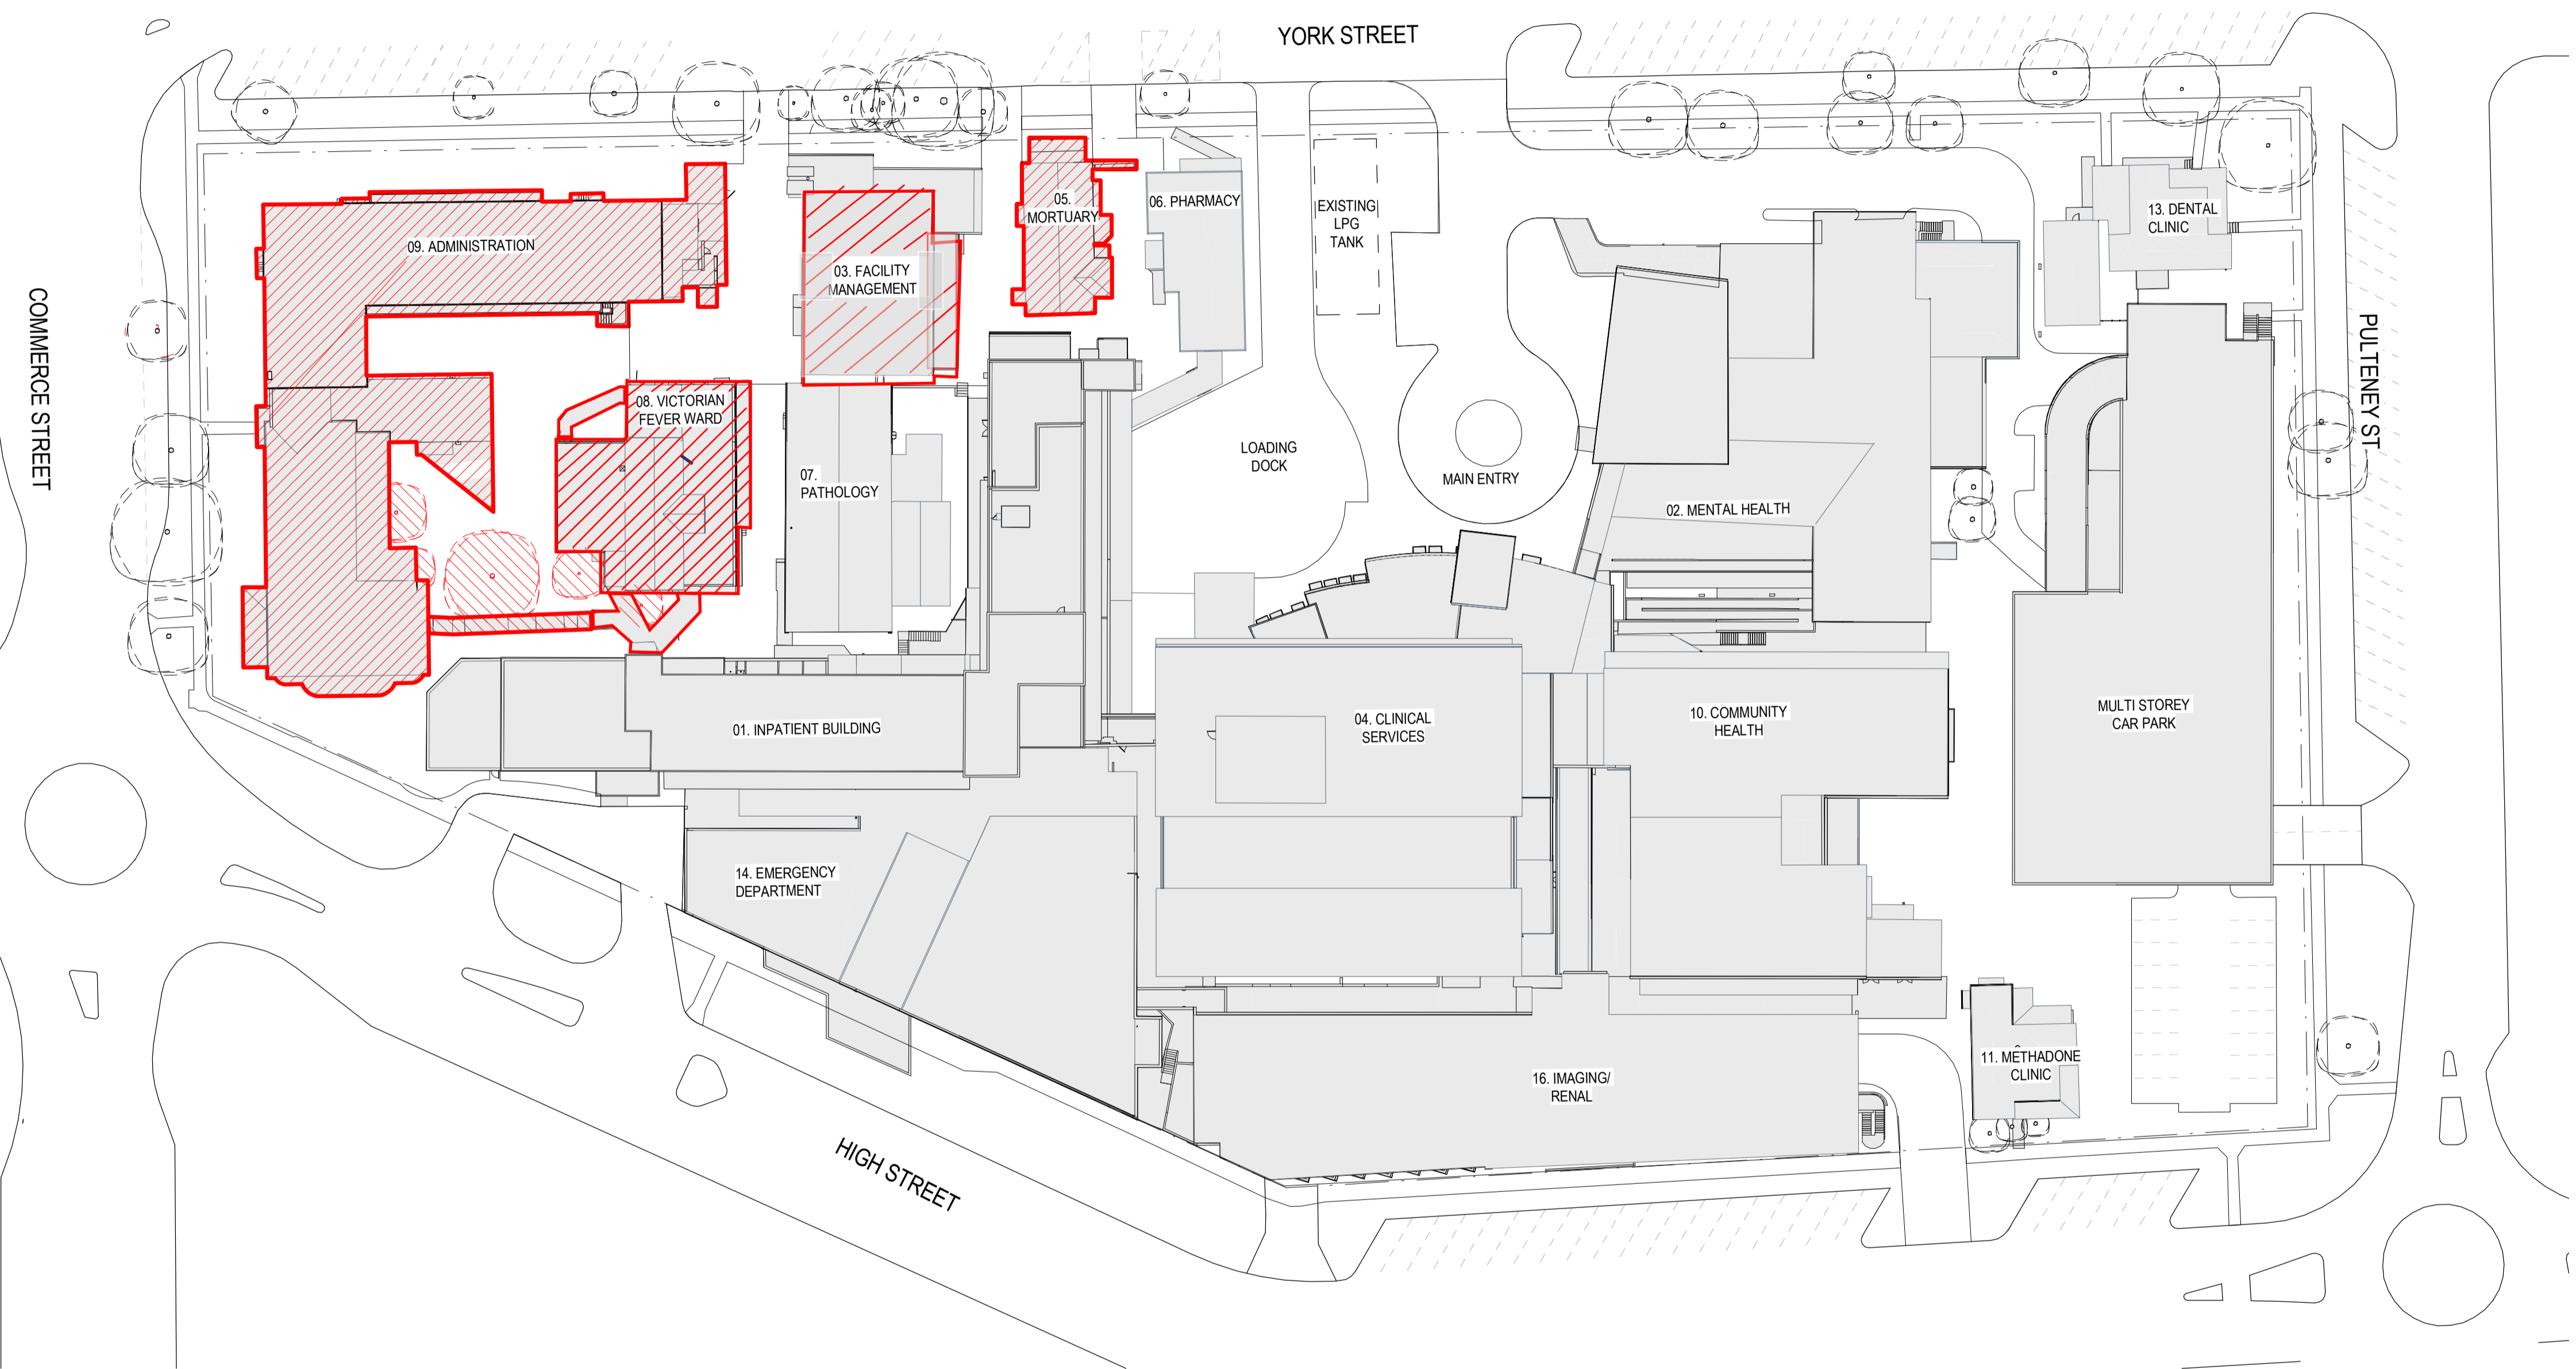 YORK STREET
COMMERCE STREET
09. ADMINISTRATION
03. FACILITY
MANAGEMENT
05.
MORTUARY
06. PHARMACY
EXISTING
LPG
TANK
13. DENTAL
CLINIC
PULTENEY ST
08. VICTORIAN
FEVER WARD
07.
PATHOLOGY
LOADING
DOCK
MAIN ENTRY
02. MENTAL HEALTH
01. INPATIENT BUILDING
04. CLINICAL
SERVICES
10. COMMUNITY
HEALTH
MULTI STOREY
CAR PARK
14. EMERGENCY
DEPARTMENT
16. IMAGING/
RENAL
11. METHADONE
CLINIC
HIGH STREET